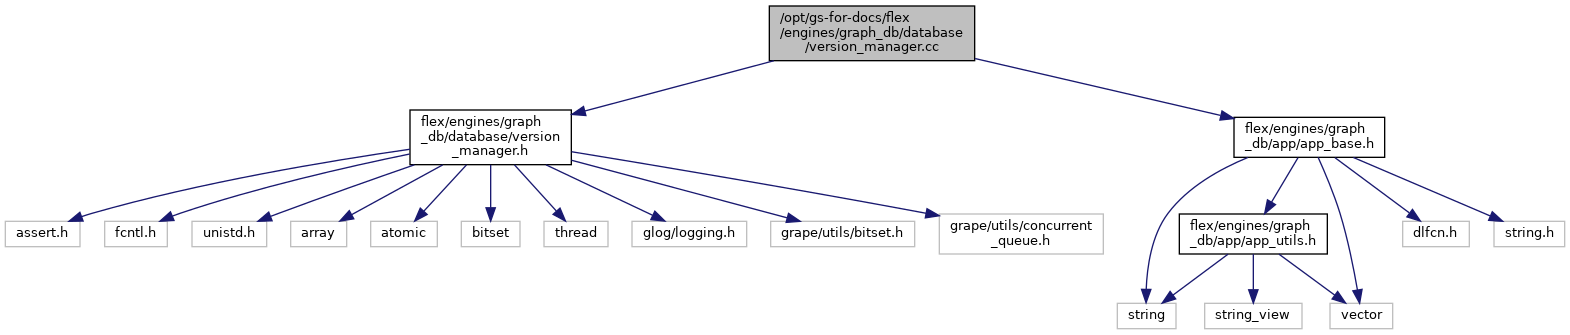 /opt/gs-for-docs/flex
/engines/graph_db/database
/version_manager.cc
flex/engines/graph
_db/database/version
_manager.h
flex/engines/graph
_db/app/app_base.h
assert.h
fcntl.h
unistd.h
array
atomic
bitset
thread
glog/logging.h
grape/utils/bitset.h
grape/utils/concurrent
_queue.h
flex/engines/graph
_db/app/app_utils.h
dlfcn.h
string.h
string
string_view
vector